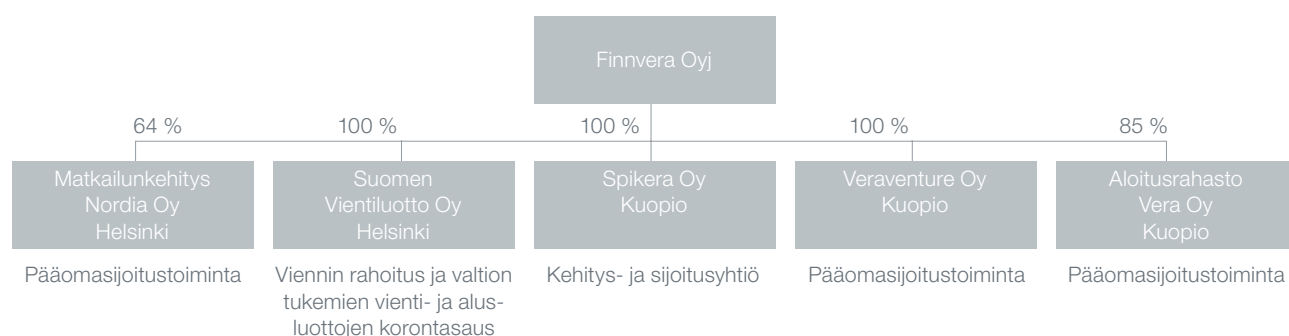 Finnvera Oyj
64 %
100 %
100 %
100 %
85 %
Matkailunkehitys
Nordia Oy
Helsinki
Suomen
Vientiluotto Oy
Helsinki
Spikera Oy
Kuopio
Veraventure Oy
Kuopio
Aloitusrahasto
Vera Oy
Kuopio
Pääomasijoitustoiminta
Viennin rahoitus ja valtion
tukemien vienti- ja alus-
luottojen korontasaus
Kehitys- ja sijoitusyhtiö
Pääomasijoitustoiminta
Pääomasijoitustoiminta